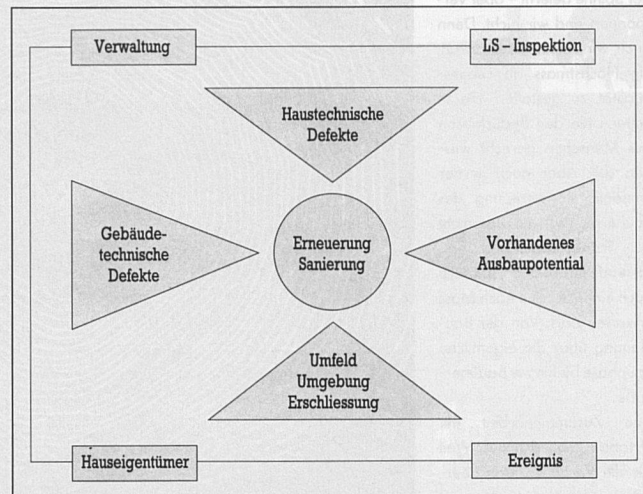 Verwaltung
LS – Inspektion
Haustechnische
Defekte
Gebäude-
technische
Defekte
Erneuerung
Sanierung
Vorhandenes
Ausbaupotential
Umfeld
Umgebung
Erschliessung
Hauseigentümer
Ereignis